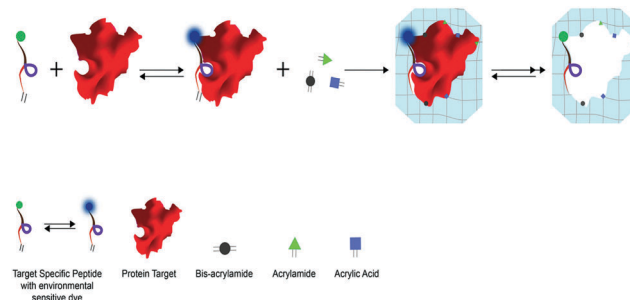 Target Specific Peptide
with environmental
sensitive dye
Protein Target
Bis-acrylamide
Acrylamide
Acrylic Acid